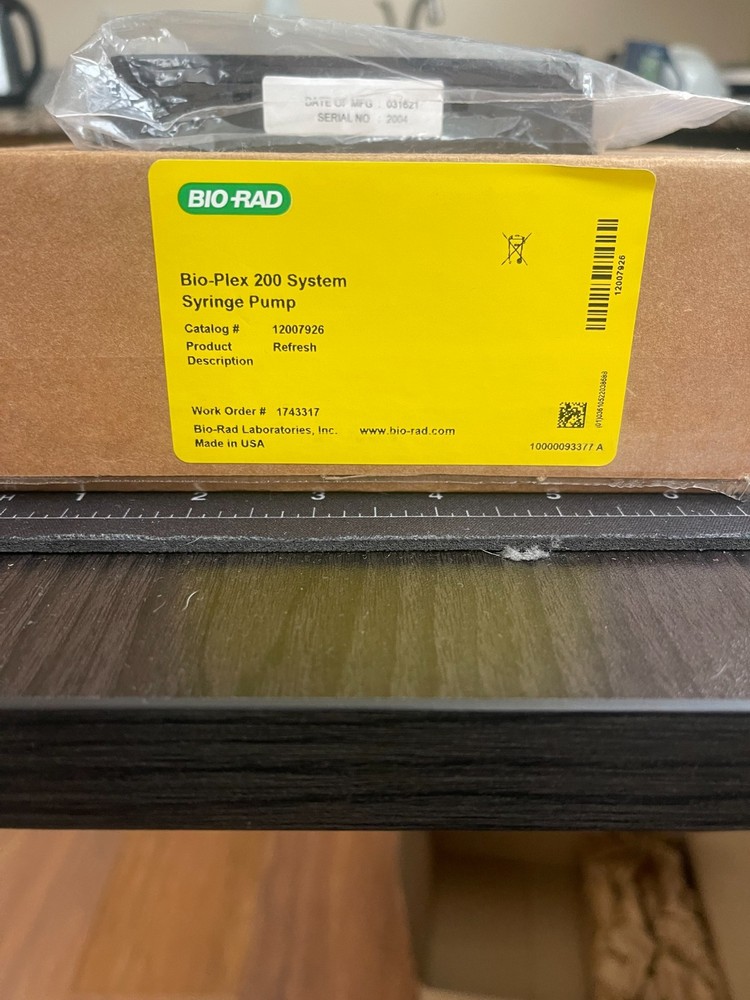 DATE OF MFG : 031621
SERIAL NO : 2004
BIO-RAD
Bio-Plex 200 System
Syringe Pump
Catalog # 12007926
Product Refresh
Description
Work Order # 1743317
Bio-Rad Laboratories, Inc. www.bio-rad.com
Made in USA
12007926
10000093377 A
1 2 3 4 5 6